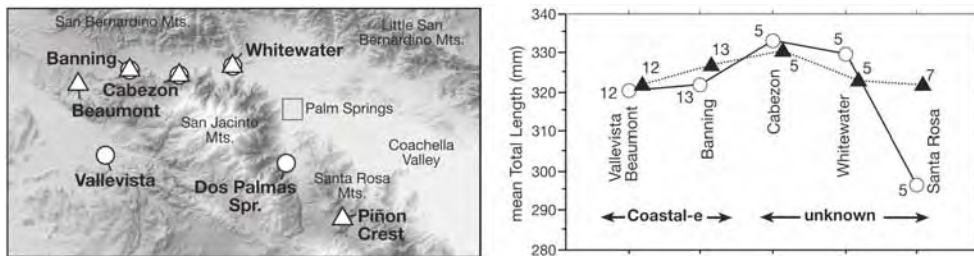 San Bernardino Mts.
Little San
Bernardino Mts.
Whitewater
Banning
Cabezon
Beaumont
Palm Springs
San Jacinto
Mts.
Coachella
Valley
Vallevista
Dos Palmas
Spr.
Santa Rosa
Mts.
Piñon
Crest
mean Total Length (mm)
340
330
320
310
300
290
280
12
12
13
13
5
5
5
5
7
5
Vallevista
Beaumont
Banning
Cabezon
Whitewater
Santa Rosa
Coastal-e
unknown